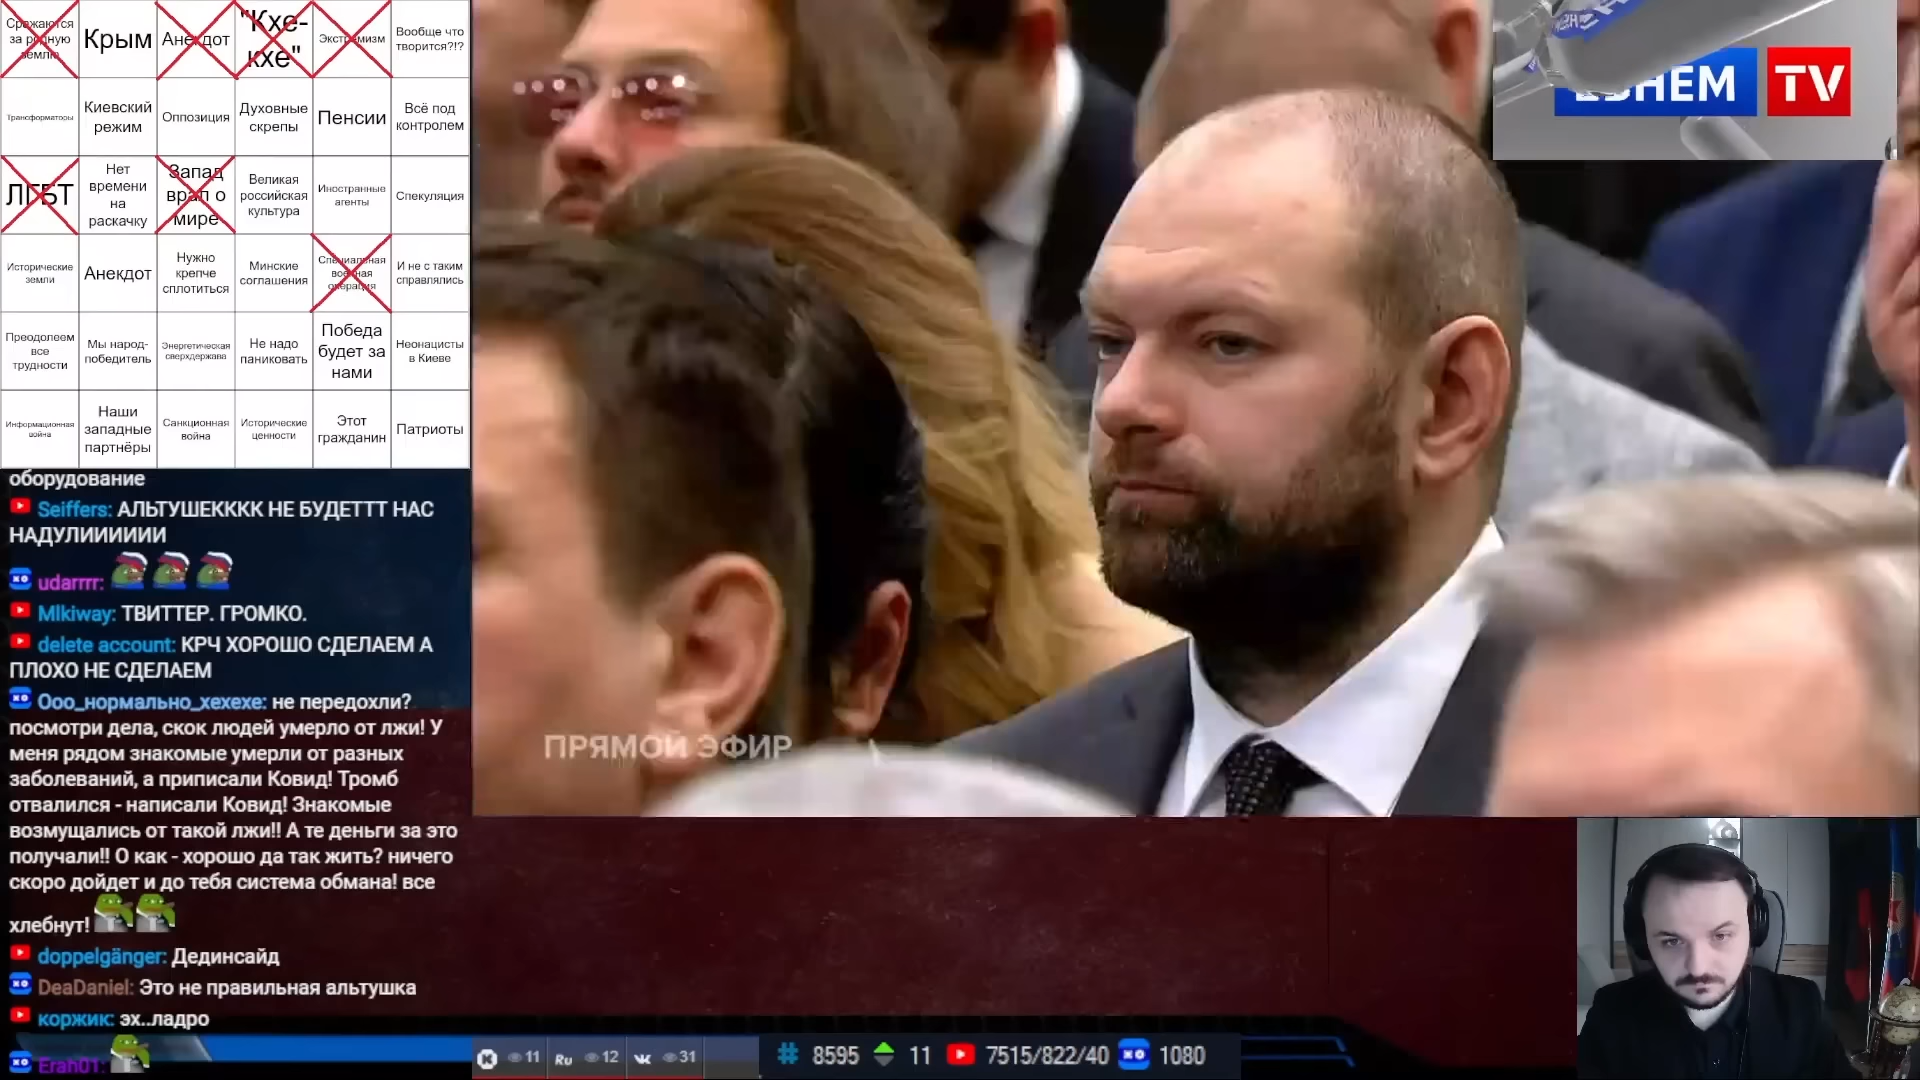 Сражаются
за родную
землю
Крым
Анекдот
"Кхе-
кхе"
Экстремизм
Вообще что
творится?!?
Трансформаторы
Киевский
режим
Оппозиция
Духовные
скрепы
Пенсии
Всё под
контролем
ЛГБТ
Нет
времени
на
раскачку
Запад
врал о
мире
Великая
российская
культура
Иностранные
агенты
Спекуляция
Исторические
земли
Анекдот
Нужно
крепче
сплотиться
Минские
соглашения
Специальная
военная
операция
И не с таким
справлялись
Преодолеем
все
трудности
Мы народ-
победитель
Энергетическая
сверхдержава
Не надо
паниковать
Победа
будет за
нами
Неонацисты
в Киеве
Информационная
война
Наши
западные
партнёры
Санкционная
война
Исторические
ценности
Этот
гражданин
Патриоты
оборудование
Seiffers: АЛЬТУШЕКККК НЕ БУДЕТТТ НАС
НАДУЛИИИИИИ
udarrrr:
Mlkiway: ТВИТТЕР. ГРОМКО.
delete account: КРЧ ХОРОШО СДЕЛАЕМ А
ПЛОХО НЕ СДЕЛАЕМ
Ооо_нормально_хехехе: не передохли?
посмотри дела, скок людей умерло от лжи! У
меня рядом знакомые умерли от разных
заболеваний, а приписали Ковид! Тромб
отвалился - написали Ковид! Знакомые
возмущались от такой лжи!! А те деньги за это
получали!! О как - хорошо да так жить? ничего
скоро дойдет и до тебя система обмана! все
хлебнут!
doppelgänger: Дединсайд
DeaDaniel: Это не правильная альтушка
коржик: эх..ладро
Erah01:
ПРЯМОЙ ЭФИР
TV
11
Ru 12
31
# 8595
11
7515/822/40
1080